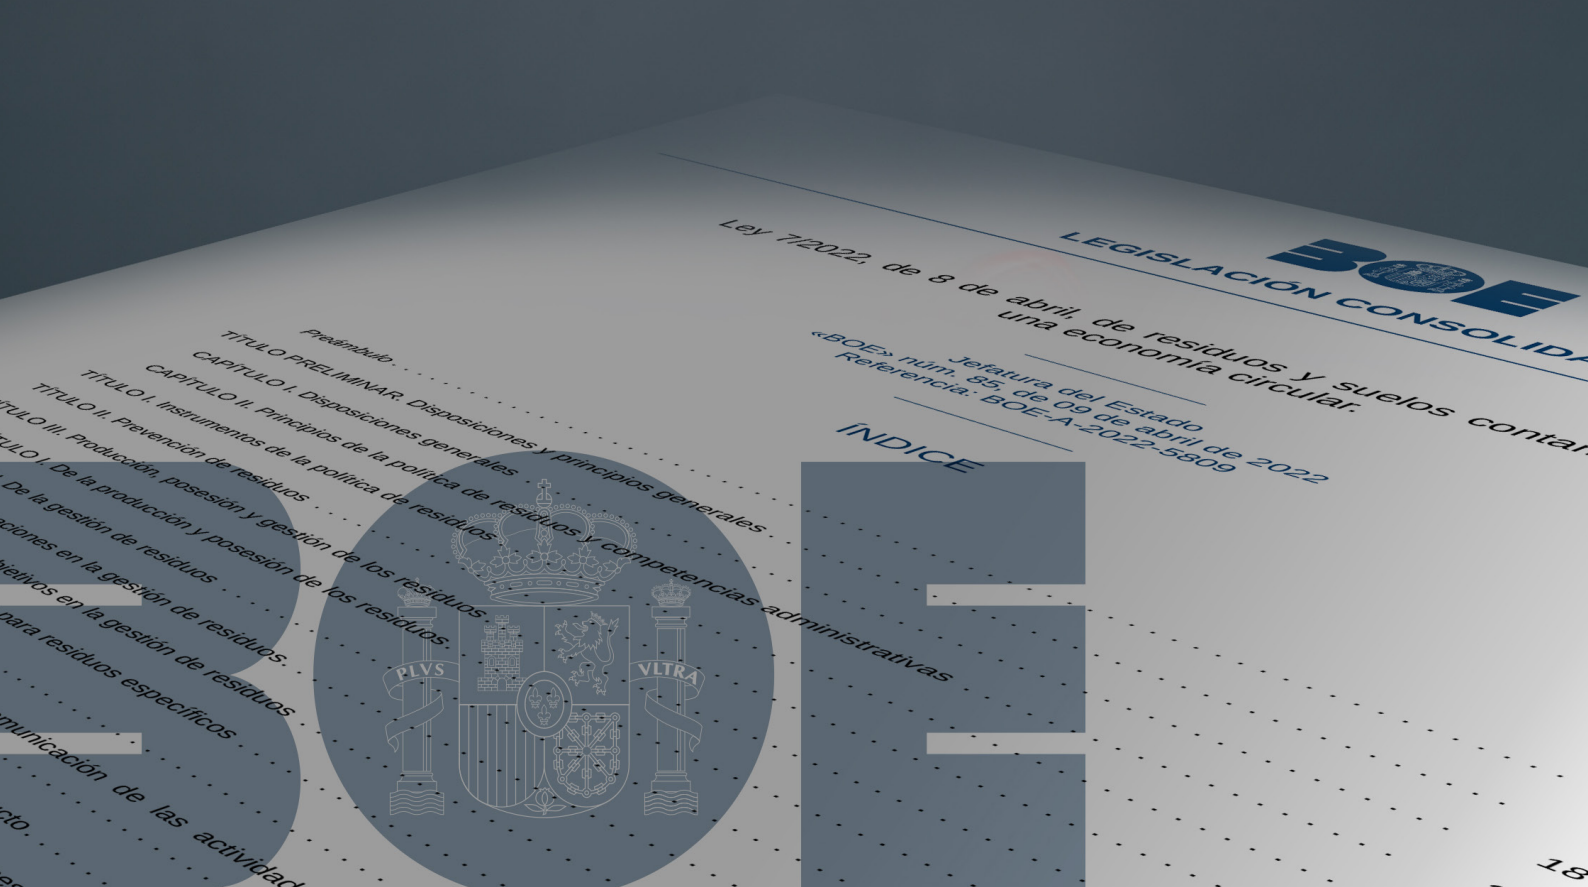 BOE
LEGISLACIÓN CONSOLIDA
Ley 7/2022, de 8 de abril, de residuos y suelos contam
una economía circular.
Jefatura del Estado
«BOE» núm. 85, de 09 de abril de 2022
Referencia: BOE-A-2022-5809
ÍNDICE
Preámbulo
TÍTULO PRELIMINAR. Disposiciones y principios generales
CAPÍTULO I. Disposiciones generales
CAPÍTULO II. Principios de la política de residuos y competencias administrativas
TÍTULO I. Instrumentos de la política de residuos
TÍTULO II. Prevención de residuos
TÍTULO III. Producción, posesión y gestión de los residuos
TULO I. De la producción y posesión de los residuos
De la gestión de residuos
ciones en la gestión de residuos.
bjetivos en la gestión de residuos
para residuos específicos
municación de las actividad
cto.
18
BOE
PLVS VLTRA